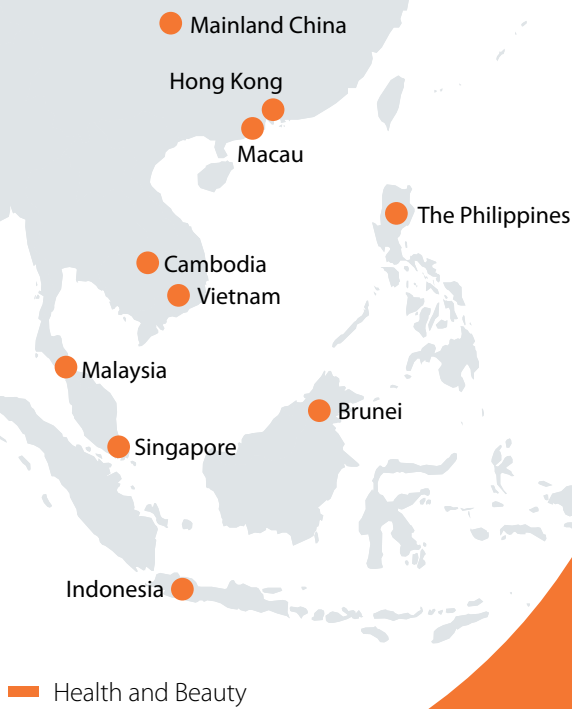 Mainland China
Hong Kong
Macau
The Philippines
Cambodia
Vietnam
Malaysia
Brunei
Singapore
Indonesia
Health and Beauty